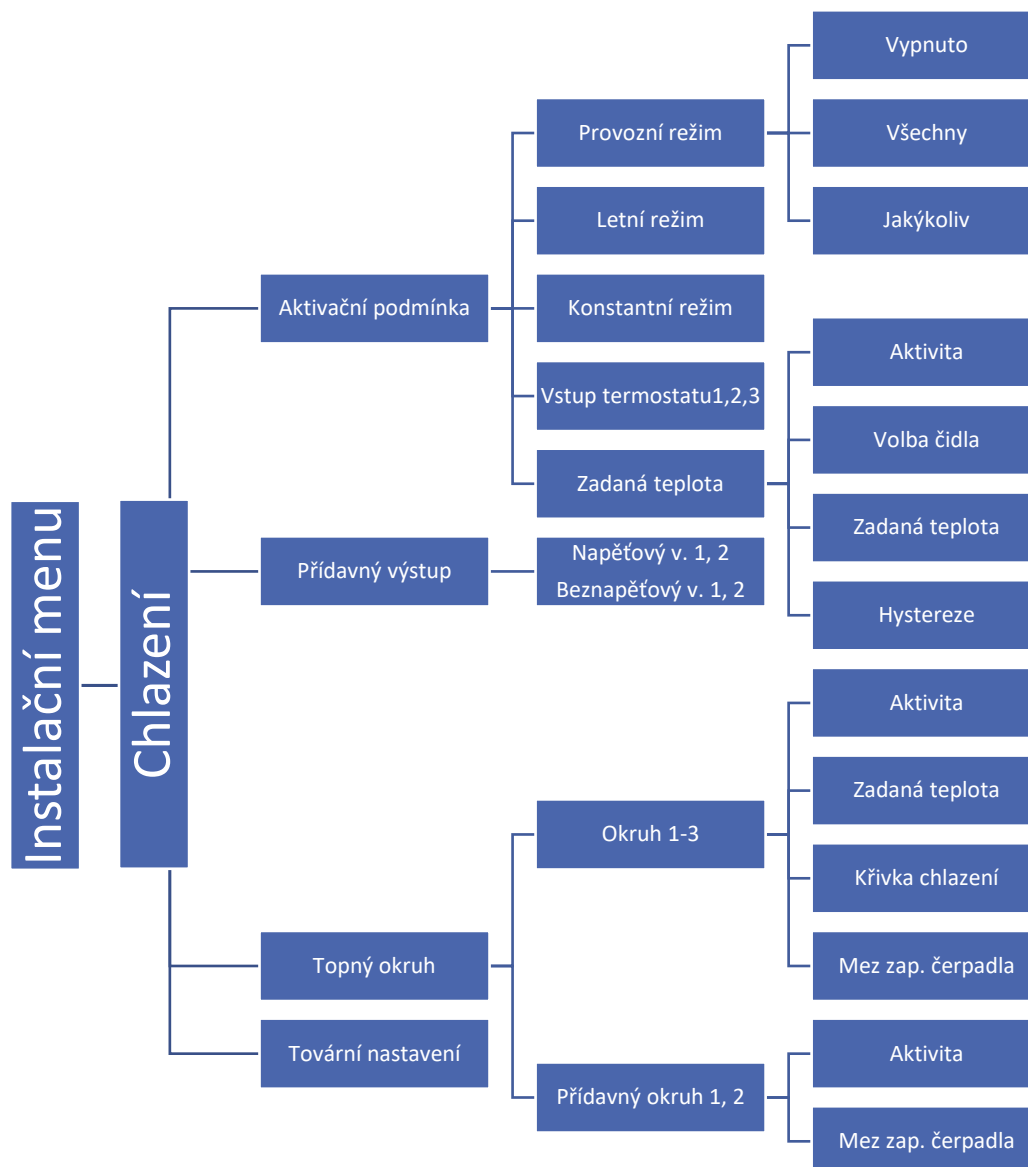 Instalační menu
Chlazení
Aktivační podmínka
Provozní režim
Vypnuto
Všechny
Jakýkoliv
Letní režim
Konstantní režim
Vstup termostatu1,2,3
Zadaná teplota
Aktivita
Volba čidla
Zadaná teplota
Hystereze
Přídavný výstup
Napěťový v. 1, 2
Beznapěťový v. 1, 2
Topný okruh
Okruh 1-3
Aktivita
Zadaná teplota
Křivka chlazení
Mez zap. čerpadla
Přídavný okruh 1, 2
Aktivita
Mez zap. čerpadla
Tovární nastavení